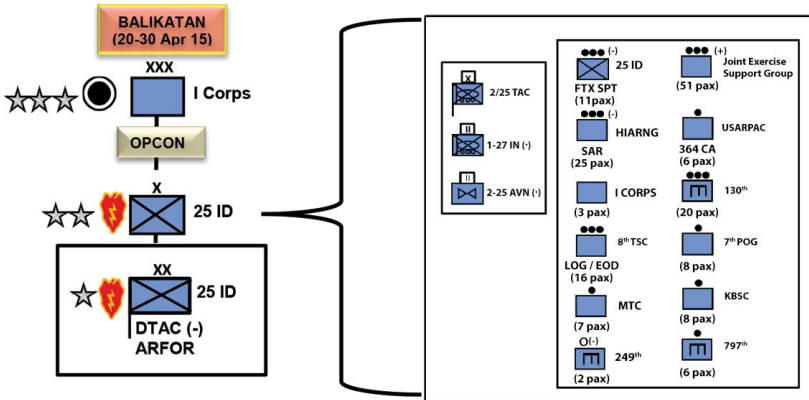 BALIKATAN
(20-30 Apr 15)
XXX
I Corps
OPCON
X
25 ID
XX
25 ID
DTAC (-)
ARFOR
X
2/25 TAC
II
1-27 IN (-)
II
2-25 AVN (-)
(-)
25 ID
FTX SPT
(11pax)
(+)
Joint Exercise
Support Group
(51 pax)
(-)
HIARNG
SAR
(25 pax)
USARPAC
364 CA
(6 pax)
I CORPS
(3 pax)
130th
(20 pax)
8th TSC
LOG / EOD
(16 pax)
7th POG
(8 pax)
MTC
(7 pax)
KBSC
(8 pax)
O(-)
249th
(2 pax)
797th
(6 pax)